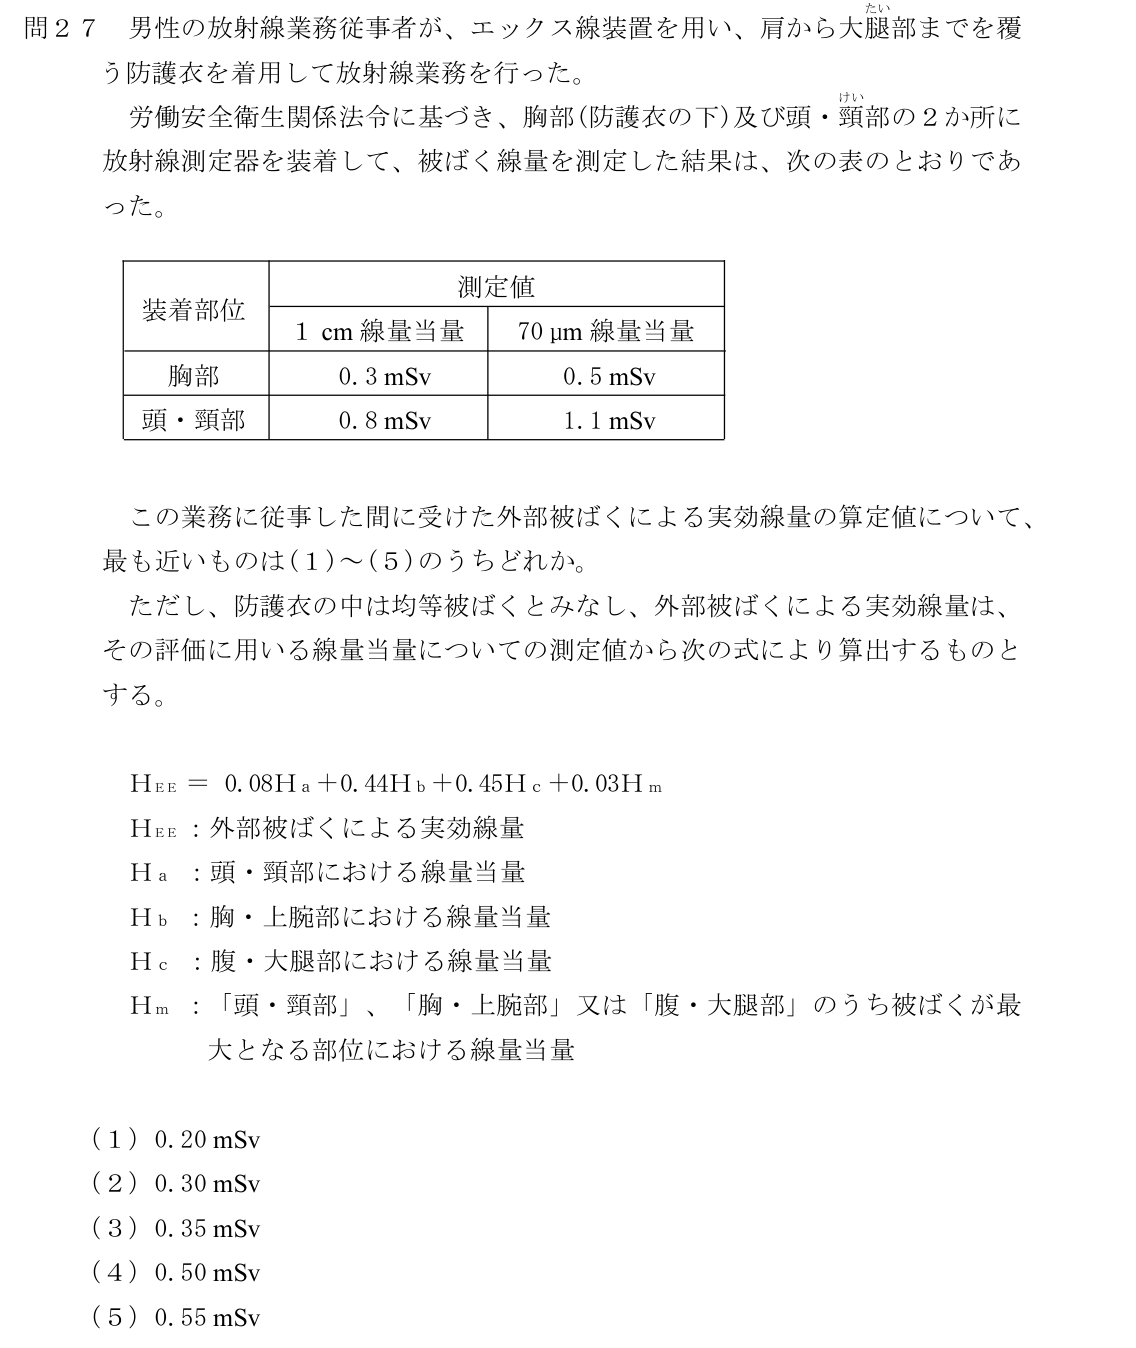 問２７　男性の放射線業務従事者が、エックス線装置を用い、肩から大腿部までを覆
たい
う防護衣を着用して放射線業務を行った。
労働安全衛生関係法令に基づき、胸部(防護衣の下)及び頭・頸部の２か所に
けい
放射線測定器を装着して、被ばく線量を測定した結果は、次の表のとおりであ
った。
装着部位　測定値
１ cm 線量当量　70 µm 線量当量
胸部　0.3 mSv　0.5 mSv
頭・頸部　0.8 mSv　1.1 mSv
この業務に従事した間に受けた外部被ばくによる実効線量の算定値について、
最も近いものは(１)～(５)のうちどれか。
ただし、防護衣の中は均等被ばくとみなし、外部被ばくによる実効線量は、
その評価に用いる線量当量についての測定値から次の式により算出するものと
する。
ＨEE ＝ 0.08Ｈa＋0.44Ｈb＋0.45Ｈc＋0.03Ｈm
ＨEE：外部被ばくによる実効線量
Ｈa：頭・頸部における線量当量
Ｈb：胸・上腕部における線量当量
Ｈc：腹・大腿部における線量当量
Ｈm：「頭・頸部」、「胸・上腕部」又は「腹・大腿部」のうち被ばくが最
大となる部位における線量当量
（１）0.20 mSv
（２）0.30 mSv
（３）0.35 mSv
（４）0.50 mSv
（５）0.55 mSv